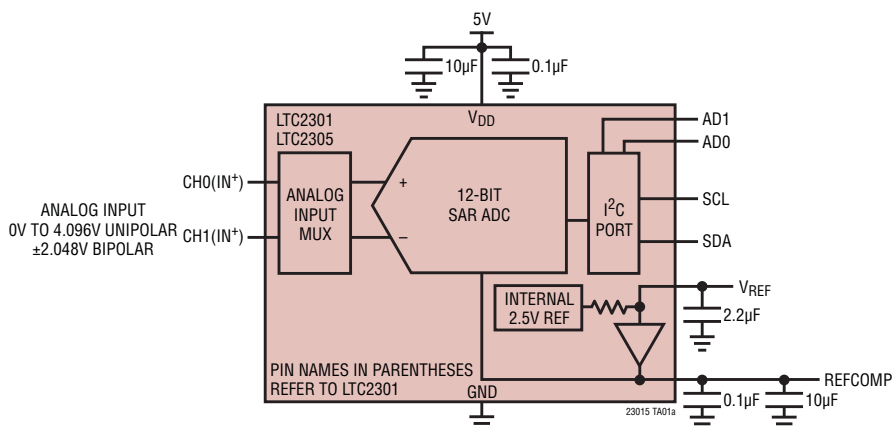 5V
10µF
0.1µF
LTC2301
LTC2305
VDD
AD1
AD0
CH0(IN+)
ANALOG
INPUT
MUX
+
–
12-BIT
SAR ADC
I2C
PORT
SCL
SDA
ANALOG INPUT
0V TO 4.096V UNIPOLAR
±2.048V BIPOLAR
CH1(IN+)
INTERNAL
2.5V REF
VREF
2.2µF
PIN NAMES IN PARENTHESES
REFER TO LTC2301
GND
REFCOMP
0.1µF
10µF
23015 TA01a